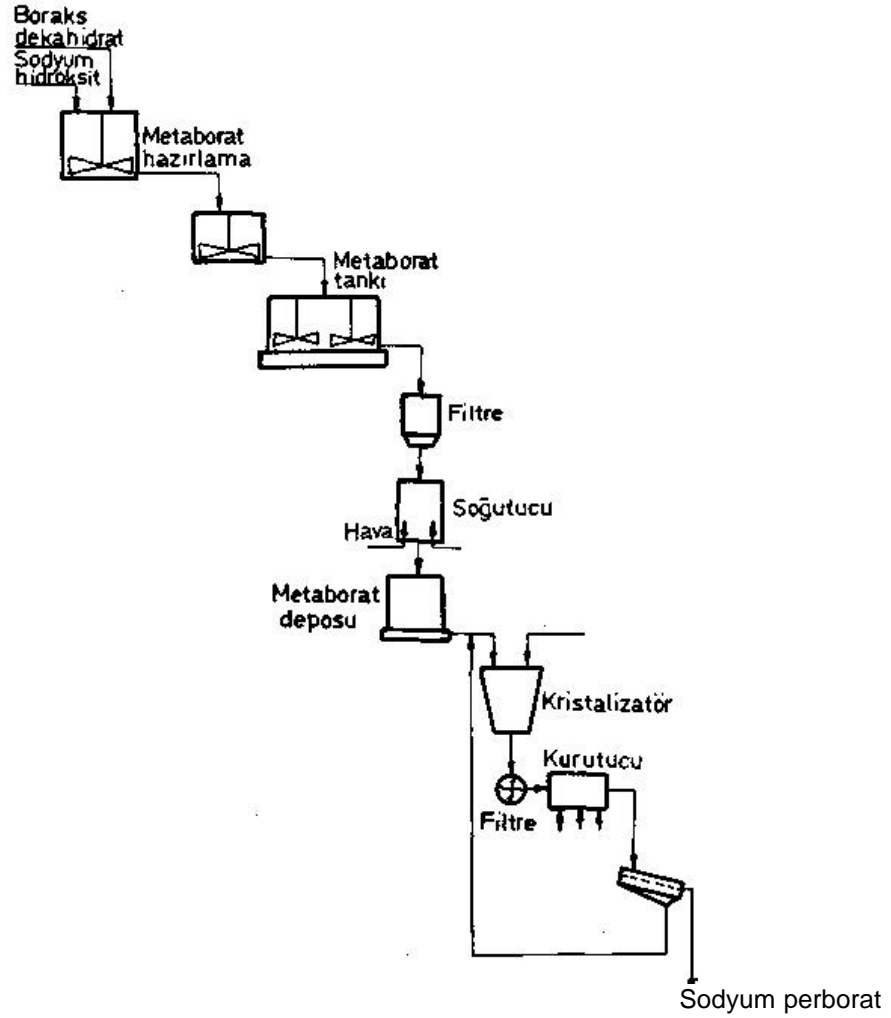 Boraks
dekahidrat
Sodyum
hidroksit
Metaborat
hazırlama
Metaborat
tankı
Filtre
Soğutucu
Hava
Metaborat
deposu
Kristalizatör
Kurutucu
Filtre
Sodyum perborat